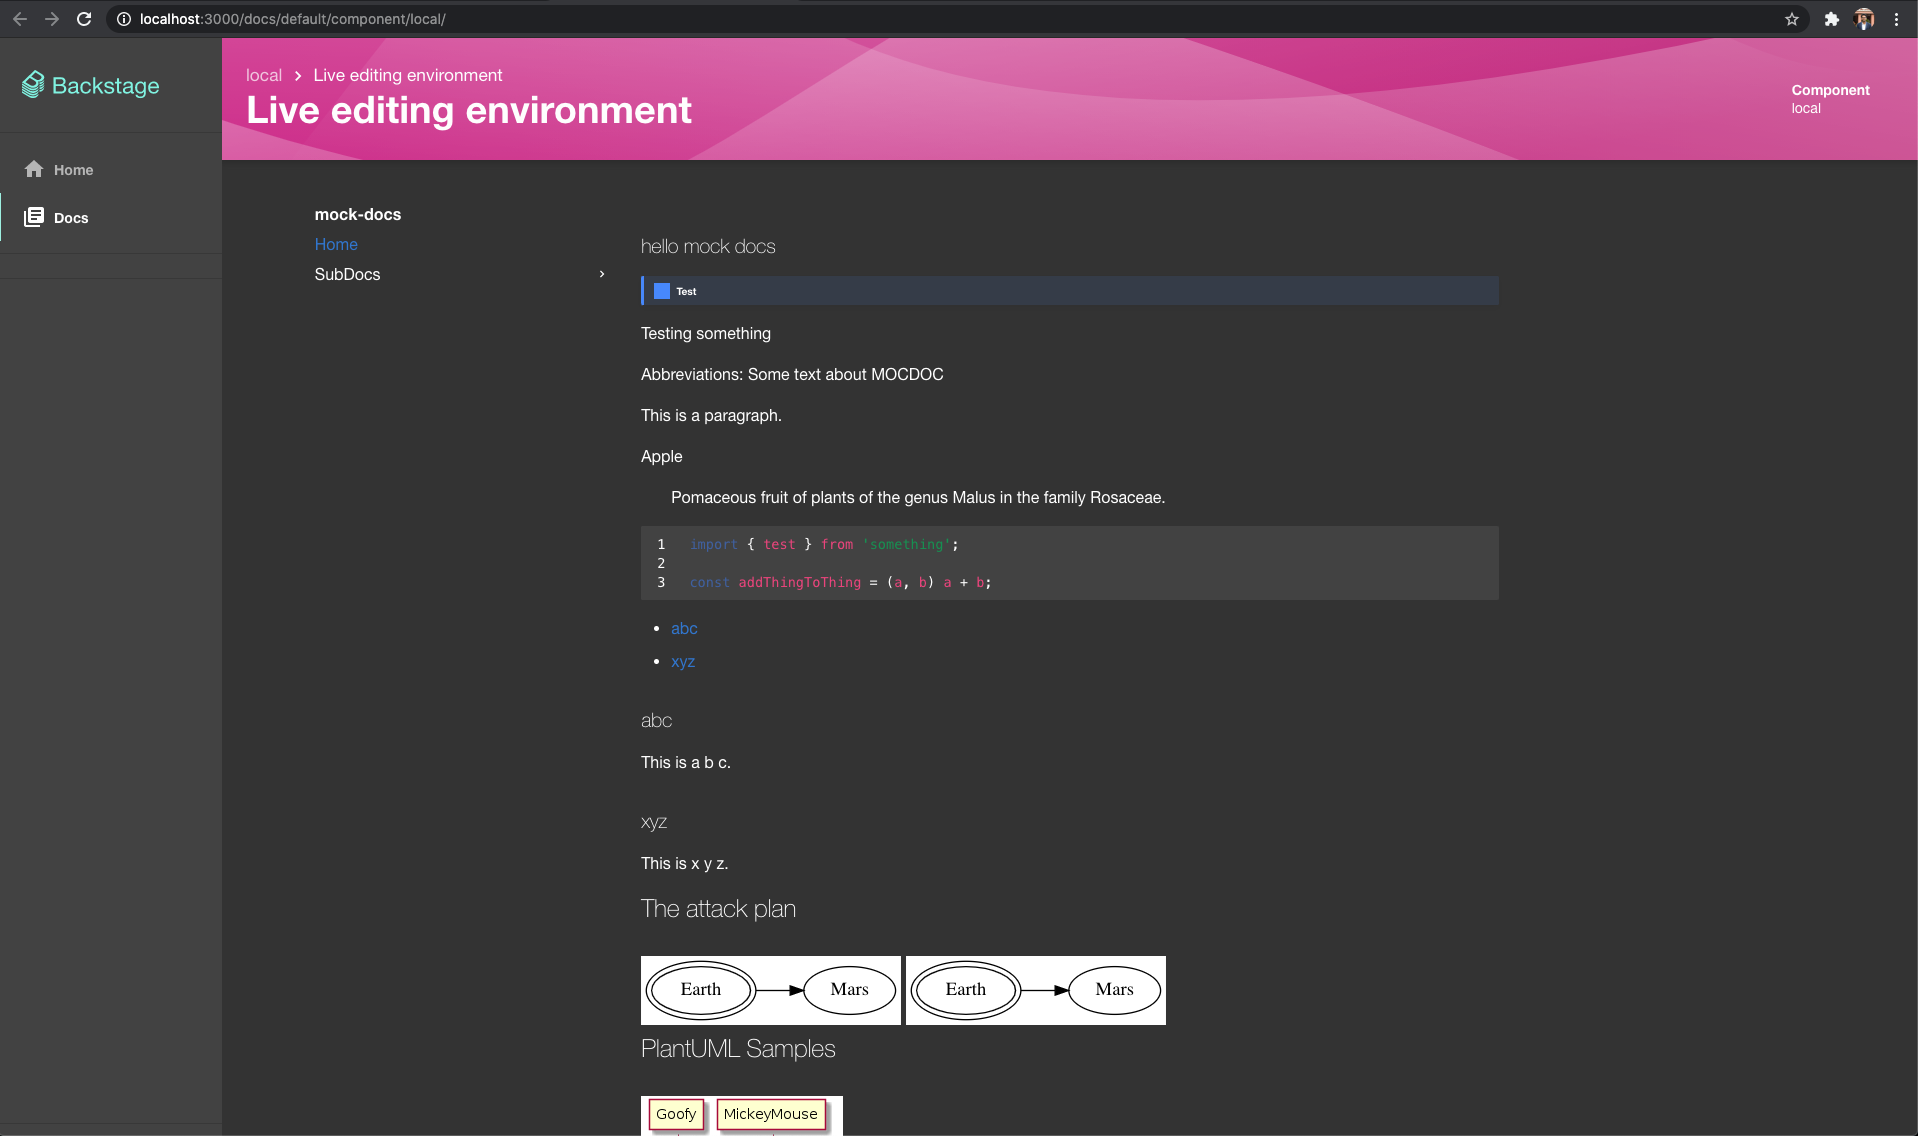 localhost:3000/docs/default/component/local/
Backstage
Home
Docs
local › Live editing environment
Live editing environment
Component
local
mock-docs
Home
SubDocs
hello mock docs
Test
Testing something
Abbreviations: Some text about MOCDOC
This is a paragraph.
Apple
Pomaceous fruit of plants of the genus Malus in the family Rosaceae.
1 import { test } from 'something';
2
3 const addThingToThing = (a, b) a + b;
• abc
• xyz
abc
This is a b c.
xyz
This is x y z.
The attack plan
Earth Mars Earth Mars
PlantUML Samples
Goofy MickeyMouse